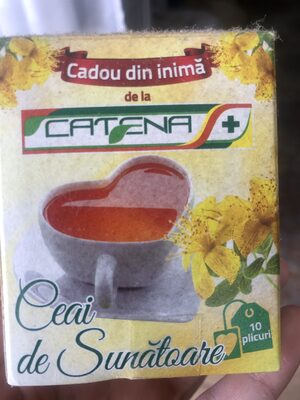 Cadou din inimă
de la
CATENA
Ceai
de Sunătoare
10
plicuri